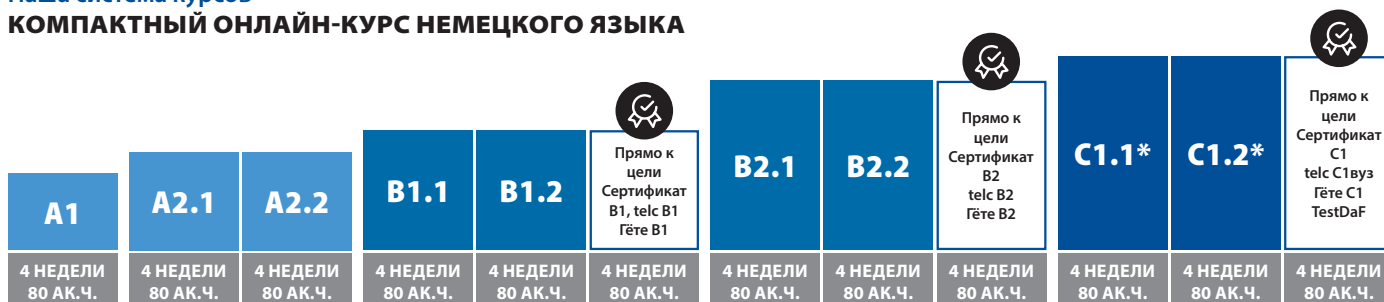 Наша система курсов
КОМПАКТНЫЙ ОНЛАЙН-КУРС НЕМЕЦКОГО ЯЗЫКА
A1
4 НЕДЕЛИ
80 АК.Ч.
A2.1
4 НЕДЕЛИ
80 АК.Ч.
A2.2
4 НЕДЕЛИ
80 АК.Ч.
B1.1
4 НЕДЕЛИ
80 АК.Ч.
B1.2
4 НЕДЕЛИ
80 АК.Ч.
Прямо к
цели
Сертификат
B1, telc B1
Гёте B1
4 НЕДЕЛИ
80 АК.Ч.
B2.1
4 НЕДЕЛИ
80 АК.Ч.
B2.2
4 НЕДЕЛИ
80 АК.Ч.
Прямо к
цели
Сертификат
B2
telc B2
Гёте B2
4 НЕДЕЛИ
80 АК.Ч.
C1.1*
4 НЕДЕЛИ
80 АК.Ч.
C1.2*
4 НЕДЕЛИ
80 АК.Ч.
Прямо к
цели
Сертификат
C1
telc C1вуз
Гёте C1
TestDaF
4 НЕДЕЛИ
80 АК.Ч.